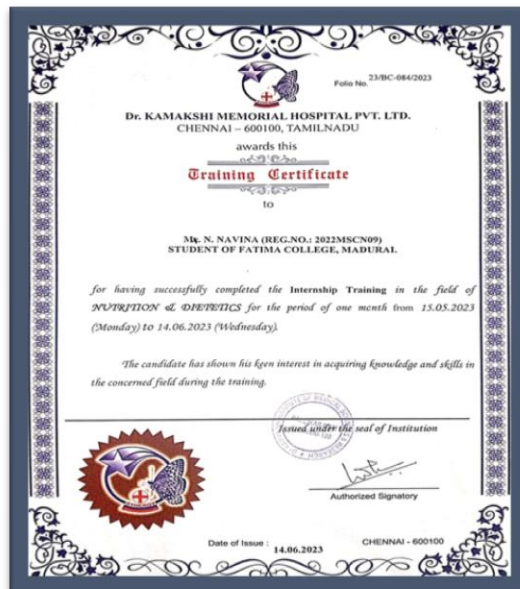 Folio No. 23/BC-084/2023
Dr. KAMAKSHI MEMORIAL HOSPITAL PVT. LTD.
CHENNAI – 600100, TAMILNADU
awards this
Training Certificate
to
N. NAVINA (REG.NO.: 2022MSCN09)
STUDENT OF FATIMA COLLEGE, MADURAI.
for having successfully completed the Internship Training in the field of
NUTRITION & DIETETICS for the period of one month from 15.05.2023
(Monday) to 14.06.2023 (Wednesday).
The candidate has shown his keen interest in acquiring knowledge and skills in
the concerned field during the training.
Issued under the seal of Institution
Authorized Signatory
Date of Issue : 14.06.2023
CHENNAI - 600100